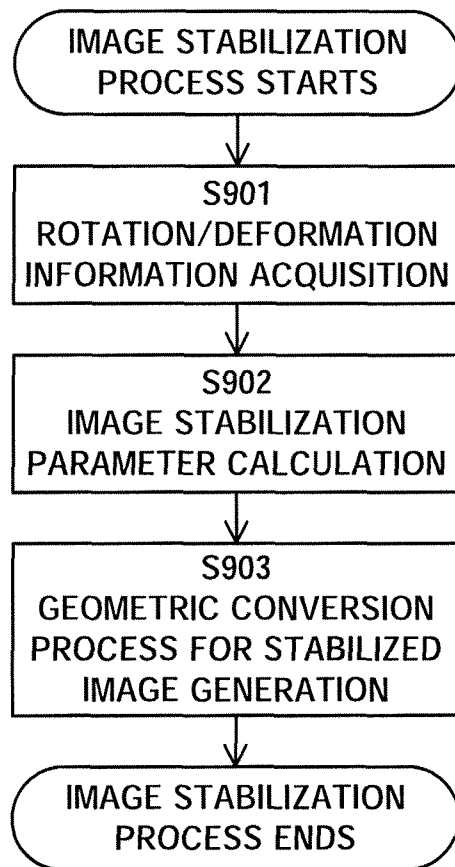 IMAGE STABILIZATION
PROCESS STARTS
S901
ROTATION/DEFORMATION
INFORMATION ACQUISITION
S902
IMAGE STABILIZATION
PARAMETER CALCULATION
S903
GEOMETRIC CONVERSION
PROCESS FOR STABILIZED
IMAGE GENERATION
IMAGE STABILIZATION
PROCESS ENDS